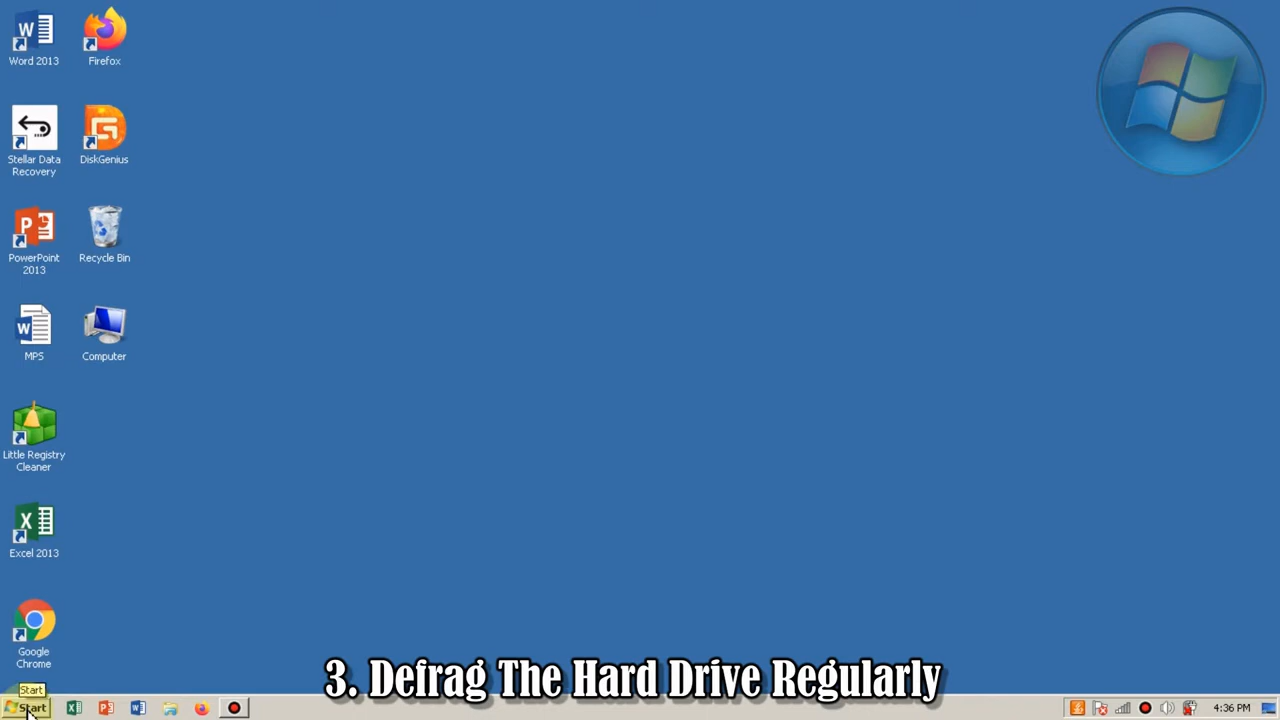 Word 2013
Firefox
Stellar Data
Recovery
DiskGenius
PowerPoint
2013
Recycle Bin
MPS
Computer
Little Registry
Cleaner
Excel 2013
Google
Chrome
3. Defrag The Hard Drive Regularly
Start
Start
4:36 PM